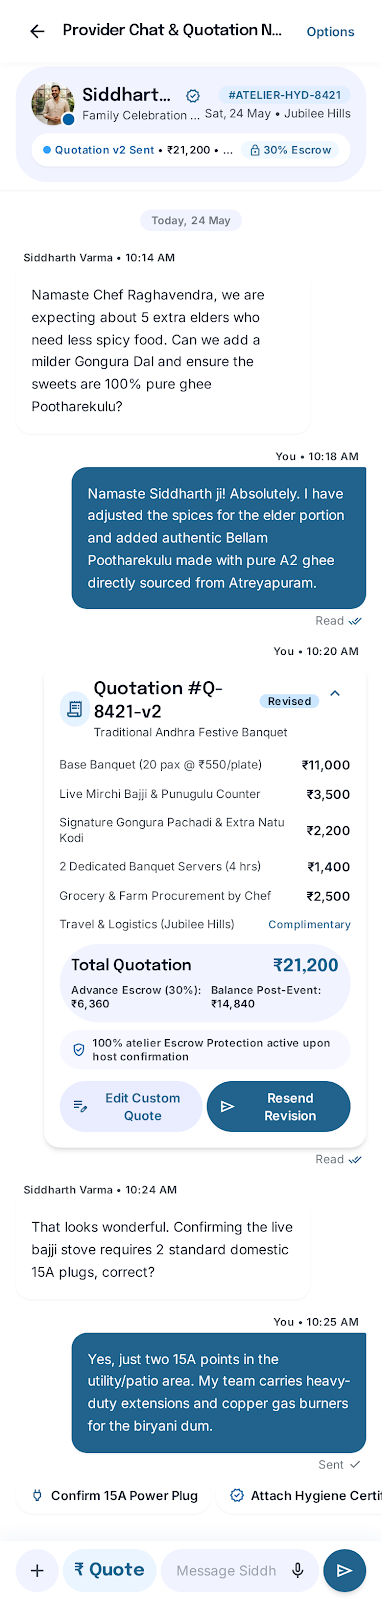 Provider Chat & Quotation N...
Options
Siddhart...
#ATELIER-HYD-8421
Family Celebration ...
Sat, 24 May • Jubilee Hills
Quotation v2 Sent • ₹21,200 • ...
30% Escrow
Today, 24 May
Siddharth Varma • 10:14 AM
Namaste Chef Raghavendra, we are
expecting about 5 extra elders who
need less spicy food. Can we add a
milder Gongura Dal and ensure the
sweets are 100% pure ghee
Pootharekulu?
You • 10:18 AM
Namaste Siddharth ji! Absolutely. I have
adjusted the spices for the elder portion
and added authentic Bellam
Pootharekulu made with pure A2 ghee
directly sourced from Atreyapuram.
Read
You • 10:20 AM
Quotation #Q-
8421-v2
Revised
Traditional Andhra Festive Banquet
Base Banquet (20 pax @ ₹550/plate)
₹11,000
Live Mirchi Bajji & Punugulu Counter
₹3,500
Signature Gongura Pachadi & Extra Natu
Kodi
₹2,200
2 Dedicated Banquet Servers (4 hrs)
₹1,400
Grocery & Farm Procurement by Chef
₹2,500
Travel & Logistics (Jubilee Hills)
Complimentary
Total Quotation
₹21,200
Advance Escrow (30%):
₹6,360
Balance Post-Event:
₹14,840
100% atelier Escrow Protection active upon
host confirmation
Edit Custom
Quote
Resend
Revision
Read
Siddharth Varma • 10:24 AM
That looks wonderful. Confirming the live
bajji stove requires 2 standard domestic
15A plugs, correct?
You • 10:25 AM
Yes, just two 15A points in the
utility/patio area. My team carries heavy-
duty extensions and copper gas burners
for the biryani dum.
Sent
Confirm 15A Power Plug
Attach Hygiene Certif
₹ Quote
Message Siddh